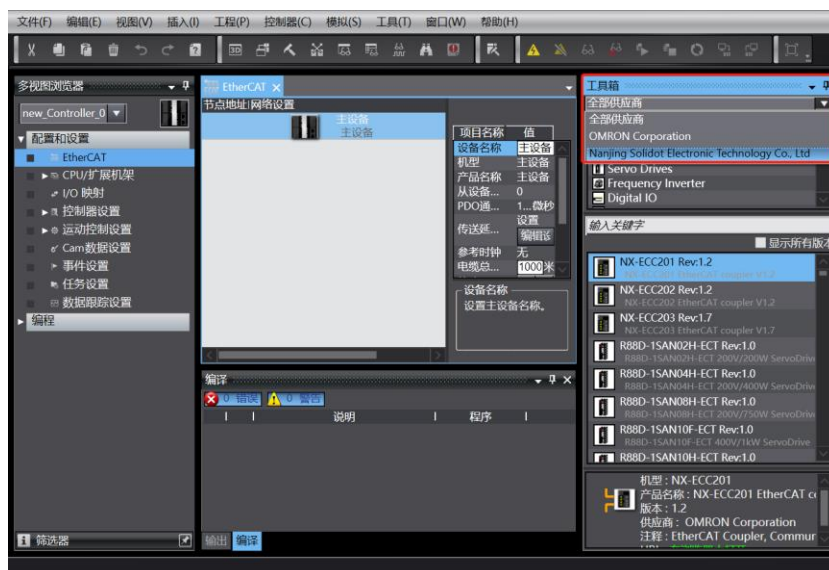 文件(F) 编辑(E) 视图(V) 插入(I) 工程(P) 控制器(C) 模拟(S) 工具(T) 窗口(W) 帮助(H)
多视图浏览器
new_Controller_0
配置和设置
EtherCAT
CPU/扩展机架
I/O 映射
控制器设置
运动控制设置
Cam数据设置
事件设置
任务设置
数据跟踪设置
编程
筛选器
EtherCAT
节点地址|网络设置
主设备
主设备
项目名称 值
设备名称 主设备
机型 主设备
产品名称 主设备
从设备... 0
PDO通... 1...微秒
传送延... 设置
编辑
参考时钟 无
电缆总... 1000 米
设备名称
设置主设备名称。
编译
0 错误 0 警告
说明 程序
输出 编译
工具箱
全部供应商
全部供应商
OMRON Corporation
Nanjing Solidot Electronic Technology Co., Ltd
Servo Drives
Frequency Inverter
Digital IO
输入关键字
显示所有版本
NX-ECC201 Rev:1.2
NX-ECC201 EtherCAT coupler V1.2
NX-ECC202 Rev:1.2
NX-ECC202 EtherCAT coupler V1.2
NX-ECC203 Rev:1.7
NX-ECC203 EtherCAT coupler V1.7
R88D-1SAN02H-ECT Rev:1.0
R88D-1SAN02H-ECT 200V/200W ServoDrive
R88D-1SAN04H-ECT Rev:1.0
R88D-1SAN04H-ECT 200V/400W ServoDrive
R88D-1SAN08H-ECT Rev:1.0
R88D-1SAN08H-ECT 200V/750W ServoDrive
R88D-1SAN10F-ECT Rev:1.0
R88D-1SAN10F-ECT 400V/1kW ServoDrive
R88D-1SAN10H-ECT Rev:1.0
机型 : NX-ECC201
产品名称 : NX-ECC201 EtherCAT co
版本 : 1.2
供应商 : OMRON Corporation
注释 : EtherCAT Coupler, Commun